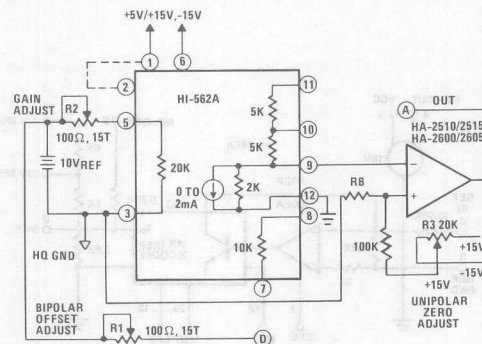 +5V/+15V, -15V
1
6
2
HI-562A
11
GAIN
ADJUST
R2
100Ω, 15T
5
5K
10
5K
A
OUT
HA-2510/2515
HA-2600/2605
10V REF
20K
9
0 TO
2mA
2K
12
R8
3
8
HQ GND
10K
7
100K
R3 20K
+15V
-15V
+15V
UNIPOLAR
ZERO
ADJUST
BIPOLAR
OFFSET
ADJUST
R1
100Ω, 15T
D